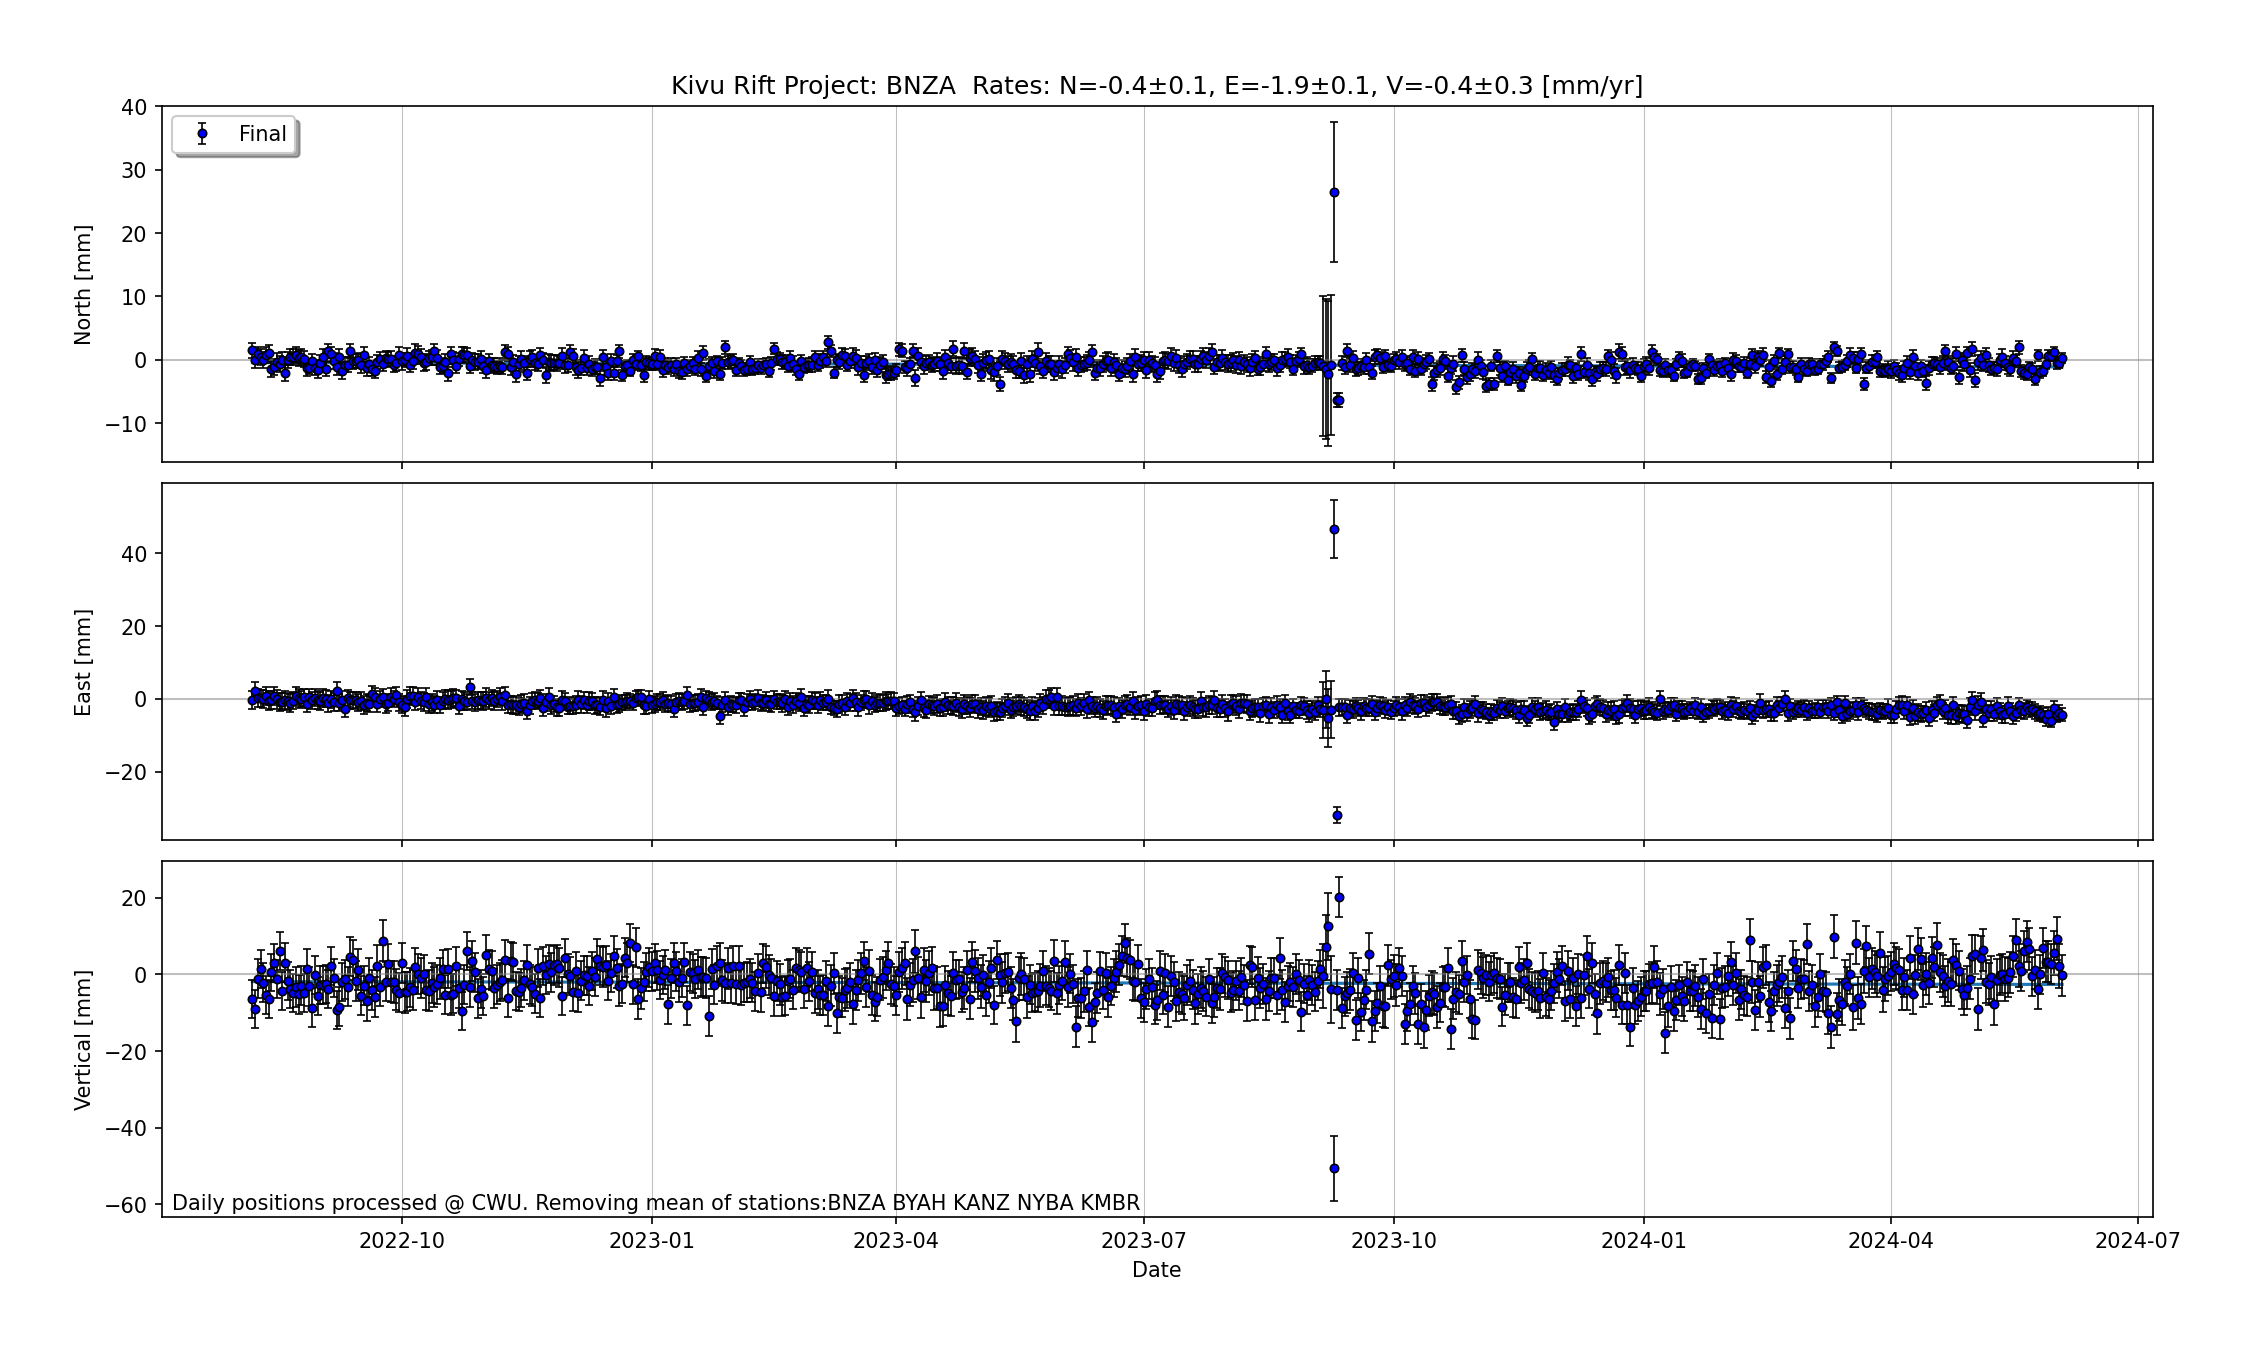 Kivu Rift Project: BNZA  Rates: N=-0.4±0.1, E=-1.9±0.1, V=-0.4±0.3 [mm/yr]
Final
North [mm]
40
30
20
10
0
−10
East [mm]
40
20
0
−20
Vertical [mm]
20
0
−20
−40
−60
Daily positions processed @ CWU. Removing mean of stations:BNZA BYAH KANZ NYBA KMBR
2022-10 2023-01 2023-04 2023-07 2023-10 2024-01 2024-04 2024-07
Date